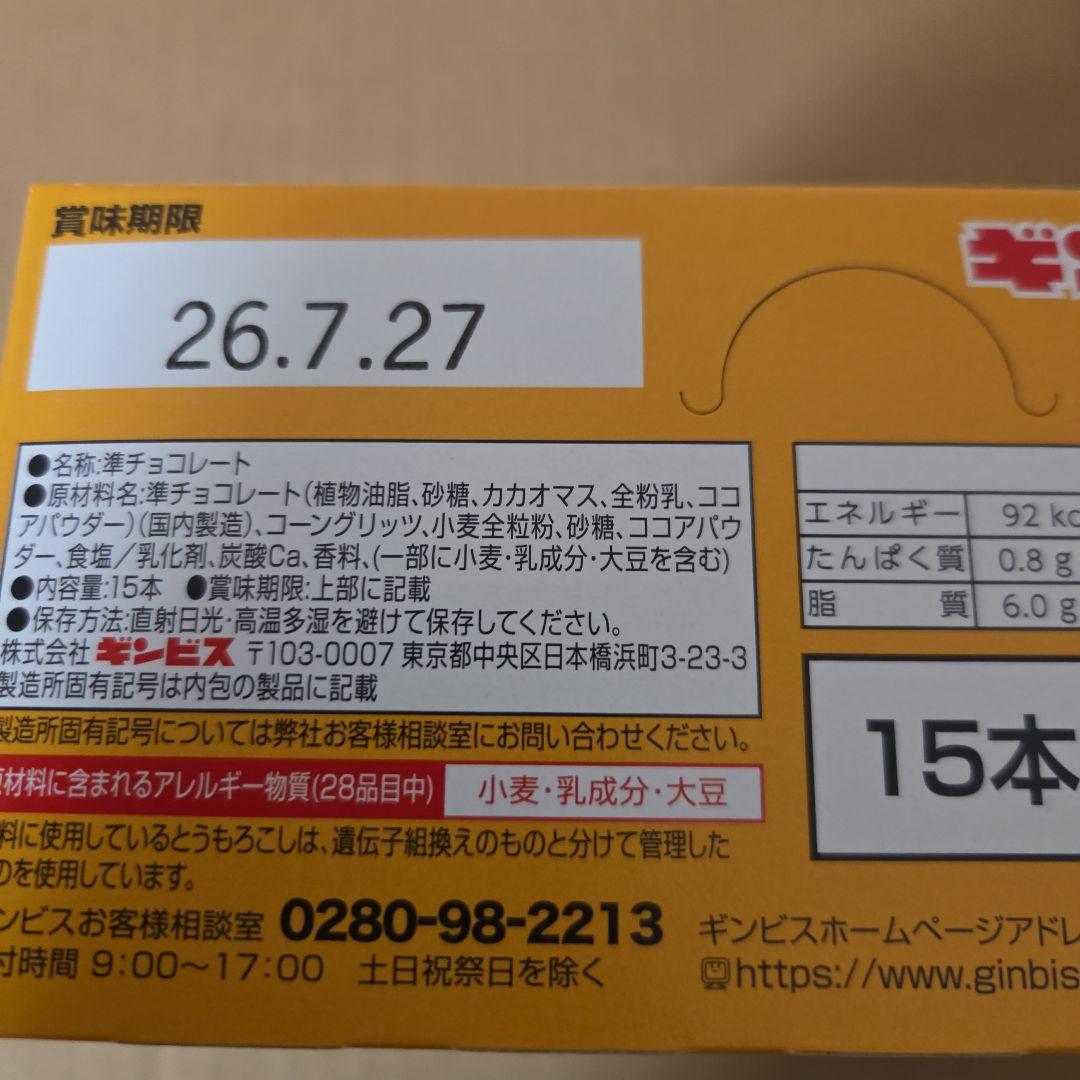 賞味期限
ギン
26.7.27
●名称:準チョコレート
●原材料名:準チョコレート(植物油脂、砂糖、カカオマス、全粉乳、ココ
アパウダー)(国内製造)、コーングリッツ、小麦全粒粉、砂糖、ココアパウ
ダー、食塩/乳化剤、炭酸Ca、香料、(一部に小麦・乳成分・大豆を含む)
●内容量:15本 ●賞味期限:上部に記載
●保存方法:直射日光・高温多湿を避けて保存してください。
株式会社 ギンビス 〒103-0007 東京都中央区日本橋浜町3-23-3
製造所固有記号は内包の製品に記載
エネルギー 92 kc
たんぱく質 0.8 g
脂質 6.0 g
15本
製造所固有記号については弊社お客様相談室にお問い合わせください。
原材料に含まれるアレルギー物質(28品目中) 小麦・乳成分・大豆
料に使用しているとうもろこしは、遺伝子組換えのものと分けて管理した
のを使用しています。
ンビスお客様相談室 0280-98-2213
付時間 9:00〜17:00 土日祝祭日を除く
ギンビスホームページアドレ
https://www.ginbis